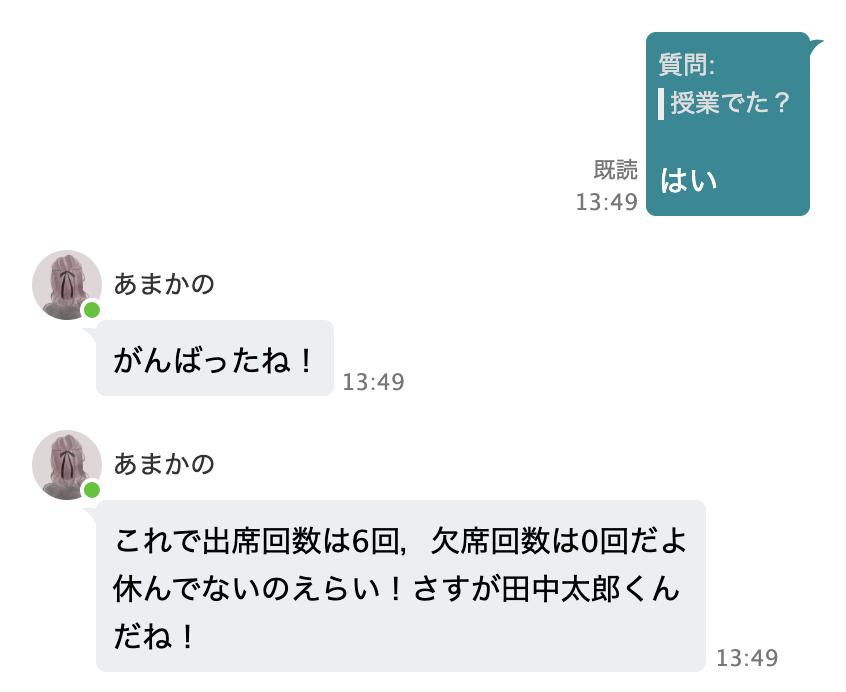 質問:
授業でた？
はい
既読
13:49
あまかの
がんばったね！
13:49
あまかの
これで出席回数は6回，欠席回数は0回だよ
休んでないのえらい！さすが田中太郎くん
だね！
13:49